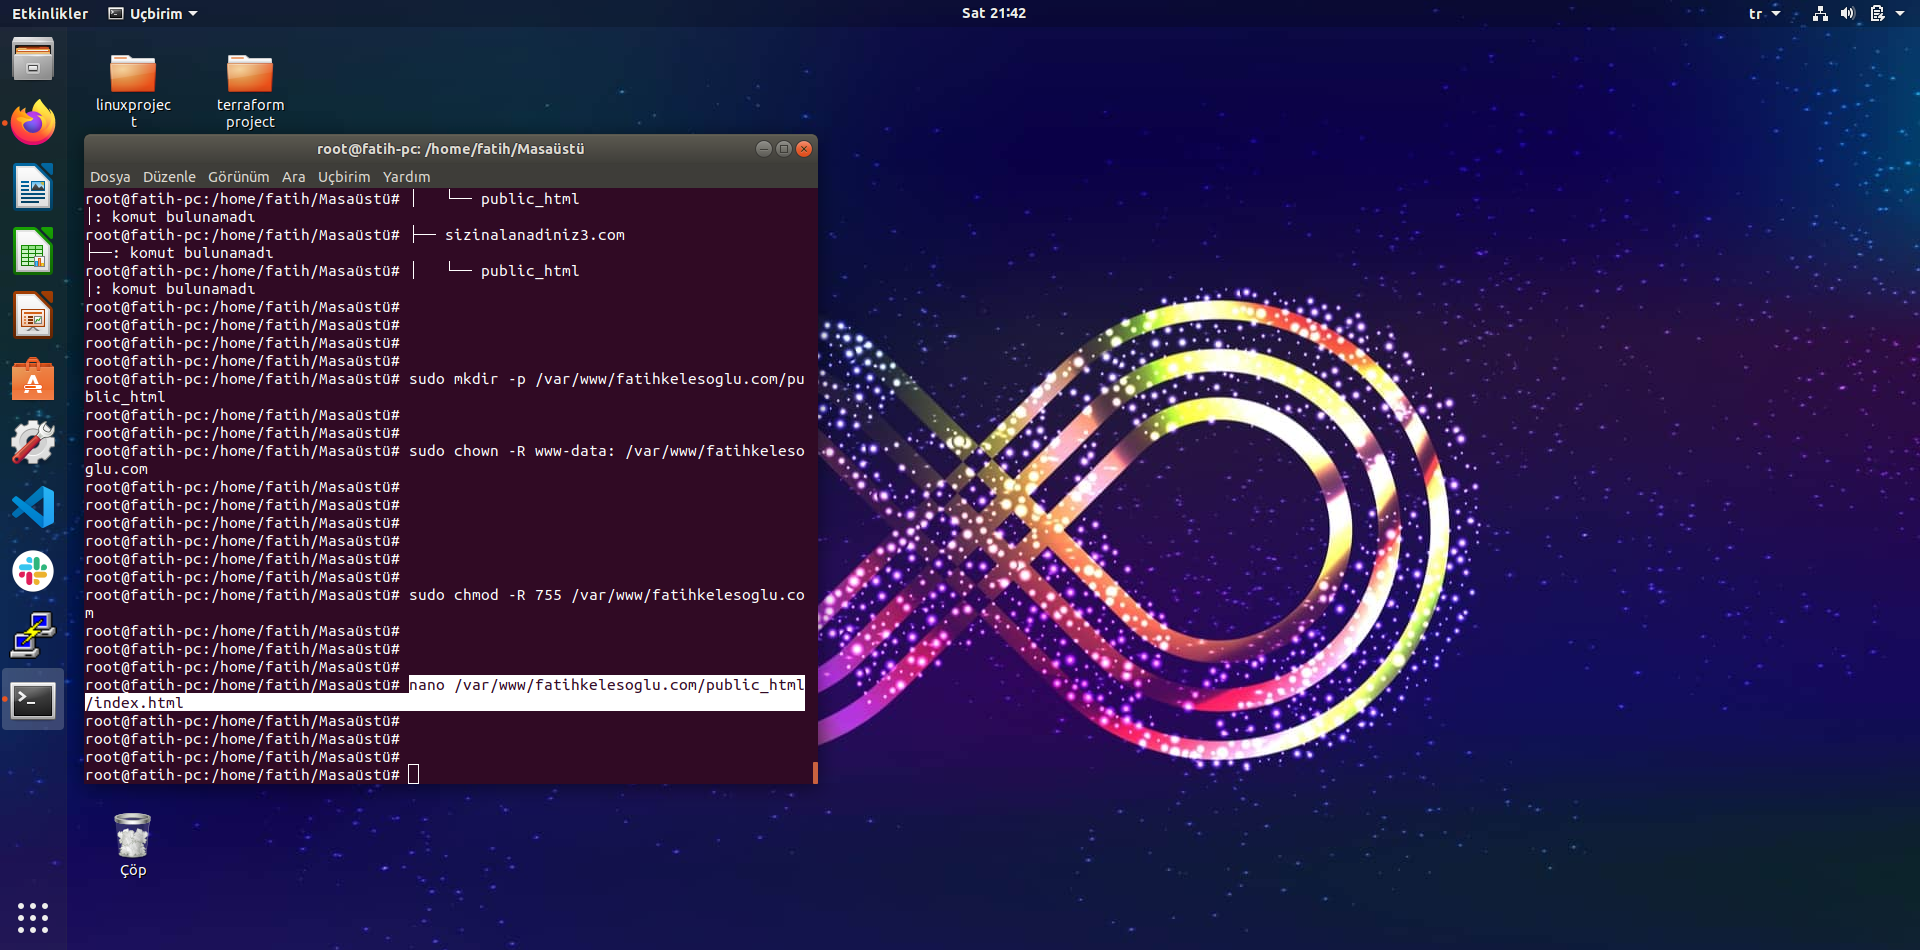 Etkinlikler Uçbirim Sat 21:42 tr
linuxprojec
t
terraform
project
root@fatih-pc: /home/fatih/Masaüstü
Dosya Düzenle Görünüm Ara Uçbirim Yardım
root@fatih-pc:/home/fatih/Masaüstü# │   └── public_html
│: komut bulunamadı
root@fatih-pc:/home/fatih/Masaüstü# ├── sizinalanadiniz3.com
├──: komut bulunamadı
root@fatih-pc:/home/fatih/Masaüstü# │   └── public_html
│: komut bulunamadı
root@fatih-pc:/home/fatih/Masaüstü#
root@fatih-pc:/home/fatih/Masaüstü#
root@fatih-pc:/home/fatih/Masaüstü#
root@fatih-pc:/home/fatih/Masaüstü#
root@fatih-pc:/home/fatih/Masaüstü# sudo mkdir -p /var/www/fatihkelesoglu.com/pu
blic_html
root@fatih-pc:/home/fatih/Masaüstü#
root@fatih-pc:/home/fatih/Masaüstü#
root@fatih-pc:/home/fatih/Masaüstü# sudo chown -R www-data: /var/www/fatihkeleso
glu.com
root@fatih-pc:/home/fatih/Masaüstü#
root@fatih-pc:/home/fatih/Masaüstü#
root@fatih-pc:/home/fatih/Masaüstü#
root@fatih-pc:/home/fatih/Masaüstü#
root@fatih-pc:/home/fatih/Masaüstü#
root@fatih-pc:/home/fatih/Masaüstü#
root@fatih-pc:/home/fatih/Masaüstü# sudo chmod -R 755 /var/www/fatihkelesoglu.co
m
root@fatih-pc:/home/fatih/Masaüstü#
root@fatih-pc:/home/fatih/Masaüstü#
root@fatih-pc:/home/fatih/Masaüstü#
root@fatih-pc:/home/fatih/Masaüstü# nano /var/www/fatihkelesoglu.com/public_html
/index.html
root@fatih-pc:/home/fatih/Masaüstü#
root@fatih-pc:/home/fatih/Masaüstü#
root@fatih-pc:/home/fatih/Masaüstü#
root@fatih-pc:/home/fatih/Masaüstü#
Çöp